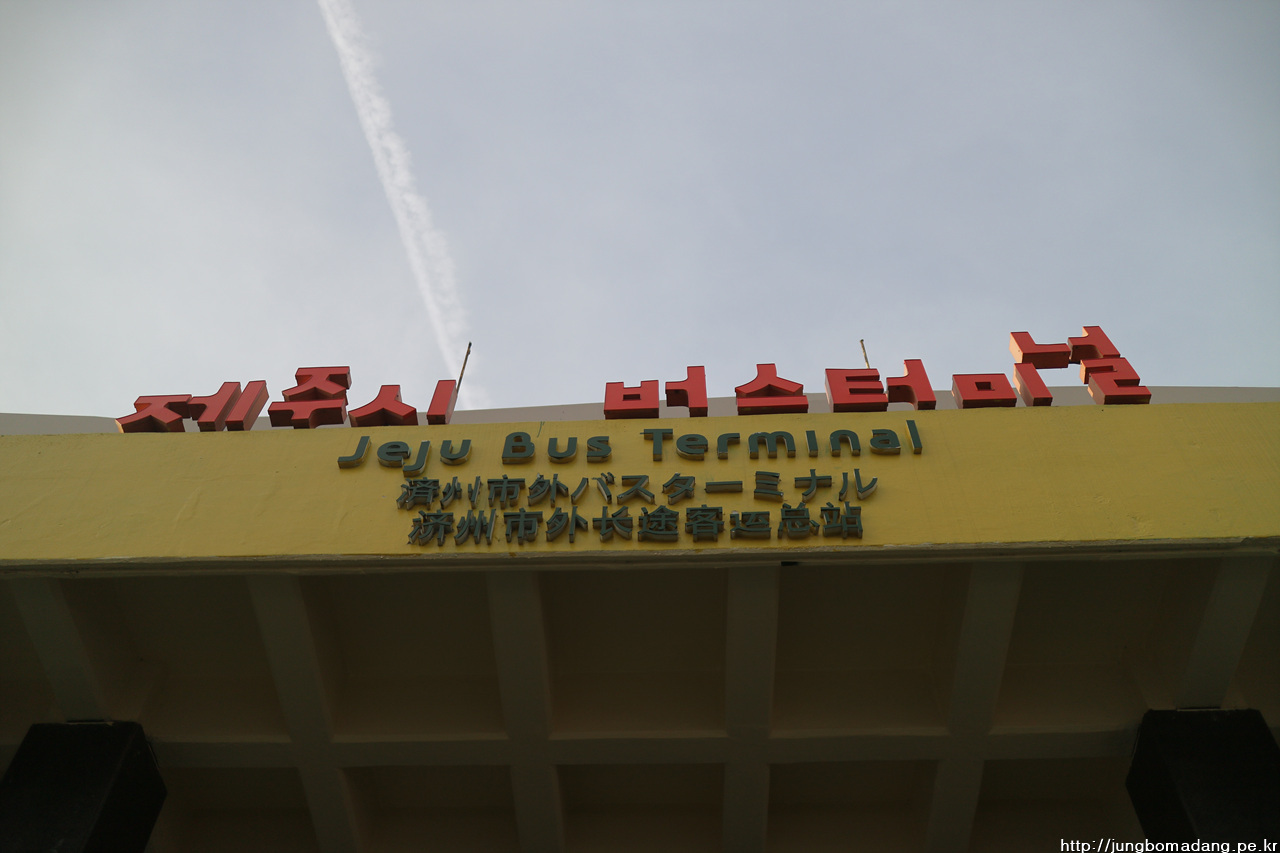 제주시 버스터미널
Jeju Bus Terminal
済州市外バスターミナル
济州市外长途客运总站
http://jungbomadang.pe.kr